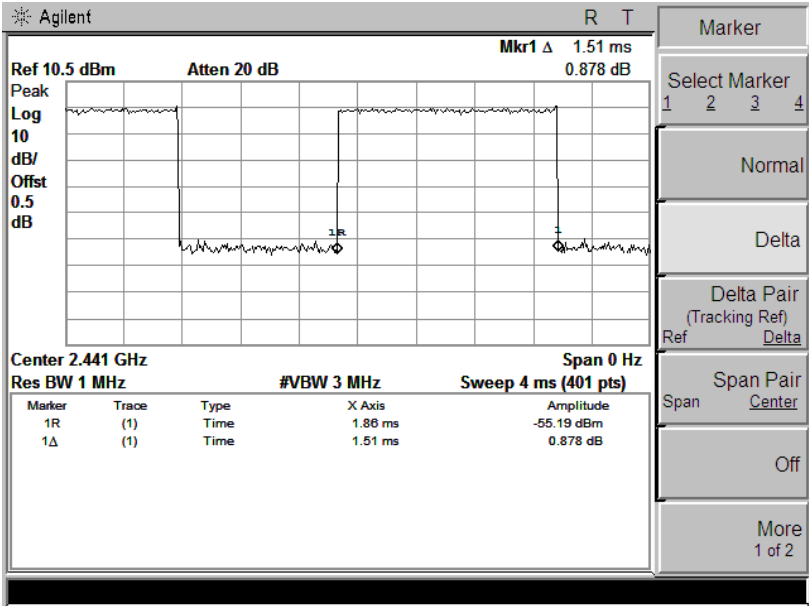 Agilent R T
Mkr1 Δ 1.51 ms
Ref 10.5 dBm Atten 20 dB 0.878 dB
Peak
Log
10
dB/
Offst
0.5
dB
1R
1
Center 2.441 GHz Span 0 Hz
Res BW 1 MHz #VBW 3 MHz Sweep 4 ms (401 pts)
Marker Trace Type X Axis Amplitude
1R (1) Time 1.86 ms -55.19 dBm
1Δ (1) Time 1.51 ms 0.878 dB
Marker
Select Marker
1 2 3 4
Normal
Delta
Delta Pair
(Tracking Ref)
Ref Delta
Span Pair
Span Center
Off
More
1 of 2